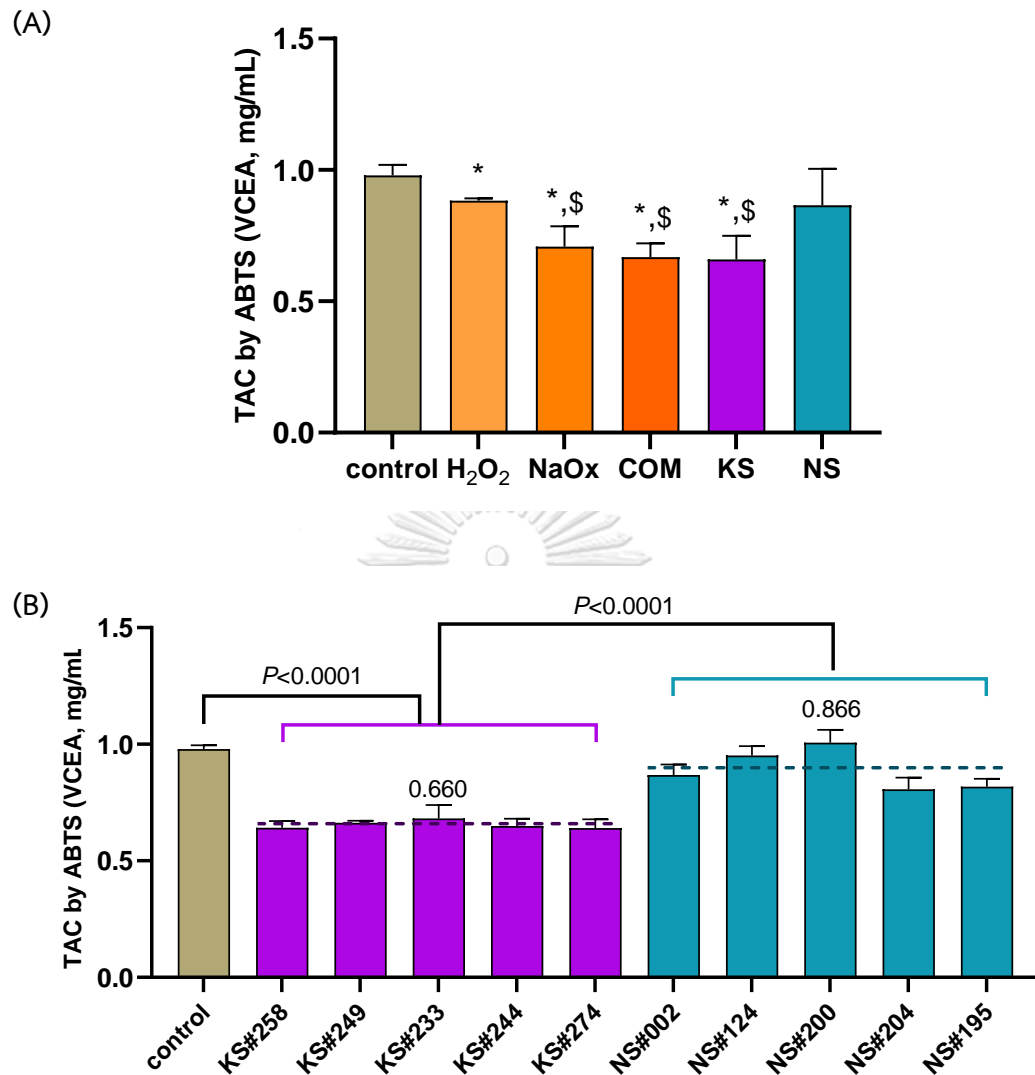 (A)
TAC by ABTS (VCEA, mg/mL)
1.5
1.0
0.5
0.0
*
*,$
*,$
*,$
control H₂O₂ NaOx COM KS NS
(B)
TAC by ABTS (VCEA, mg/mL
1.5
1.0
0.5
0.0
P<0.0001
P<0.0001
0.660
0.866
control
KS#258
KS#249
KS#233
KS#244
KS#274
NS#002
NS#124
NS#200
NS#204
NS#195